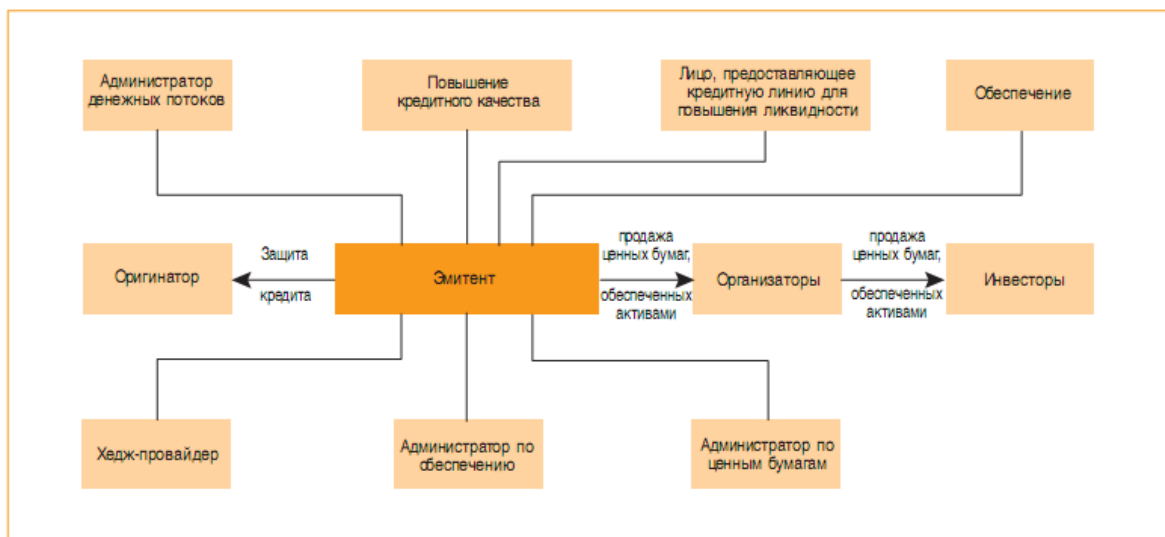 Администратор
денежных потоков
Повышение
кредитного качества
Лицо, предоставляющее
кредитную линию для
повышения ликвидности
Обеспечение
Оригинатор
Защита
кредита
Эмитент
продажа
ценных бумаг,
обеспеченных
активами
Организаторы
продажа
ценных бумаг,
обеспеченных
активами
Инвесторы
Хедж-провайдер
Администратор по
обеспечению
Администратор по
ценным бумагам